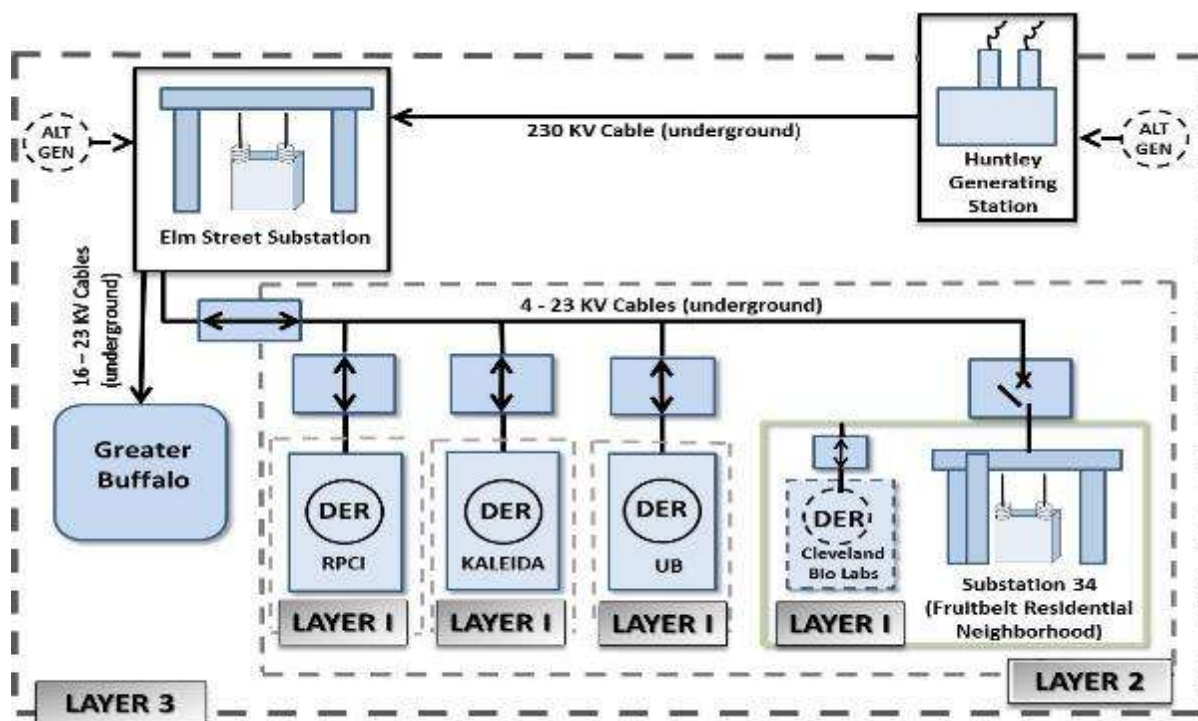 ALT
GEN
Elm Street Substation
230 KV Cable (underground)
Huntley
Generating
Station
ALT
GEN
16 – 23 KV Cables
(underground)
4 - 23 KV Cables (underground)
Greater
Buffalo
DER
RPCI
LAYER I
DER
KALEIDA
LAYER I
DER
UB
LAYER I
DER
Cleveland
Bio Labs
LAYER I
Substation 34
(Fruitbelt Residential
Neighborhood)
LAYER 2
LAYER 3